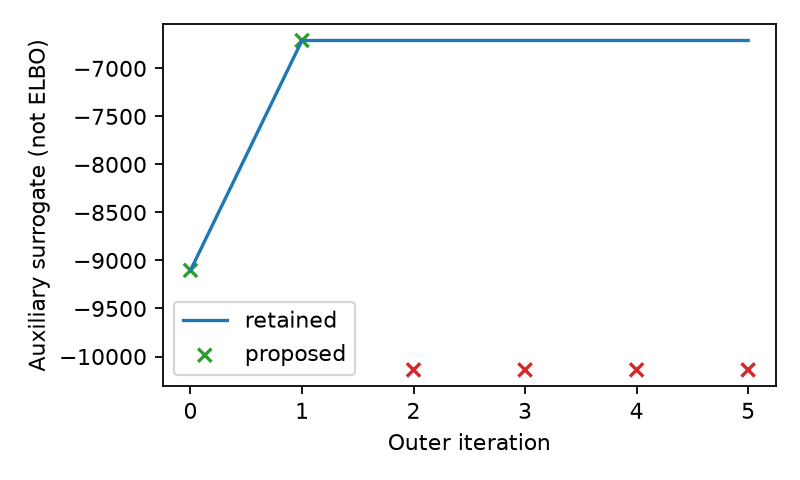 Auxiliary surrogate (not ELBO)
−7000
−7500
−8000
−8500
−9000
−9500
−10000
retained
proposed
0 1 2 3 4 5
Outer iteration